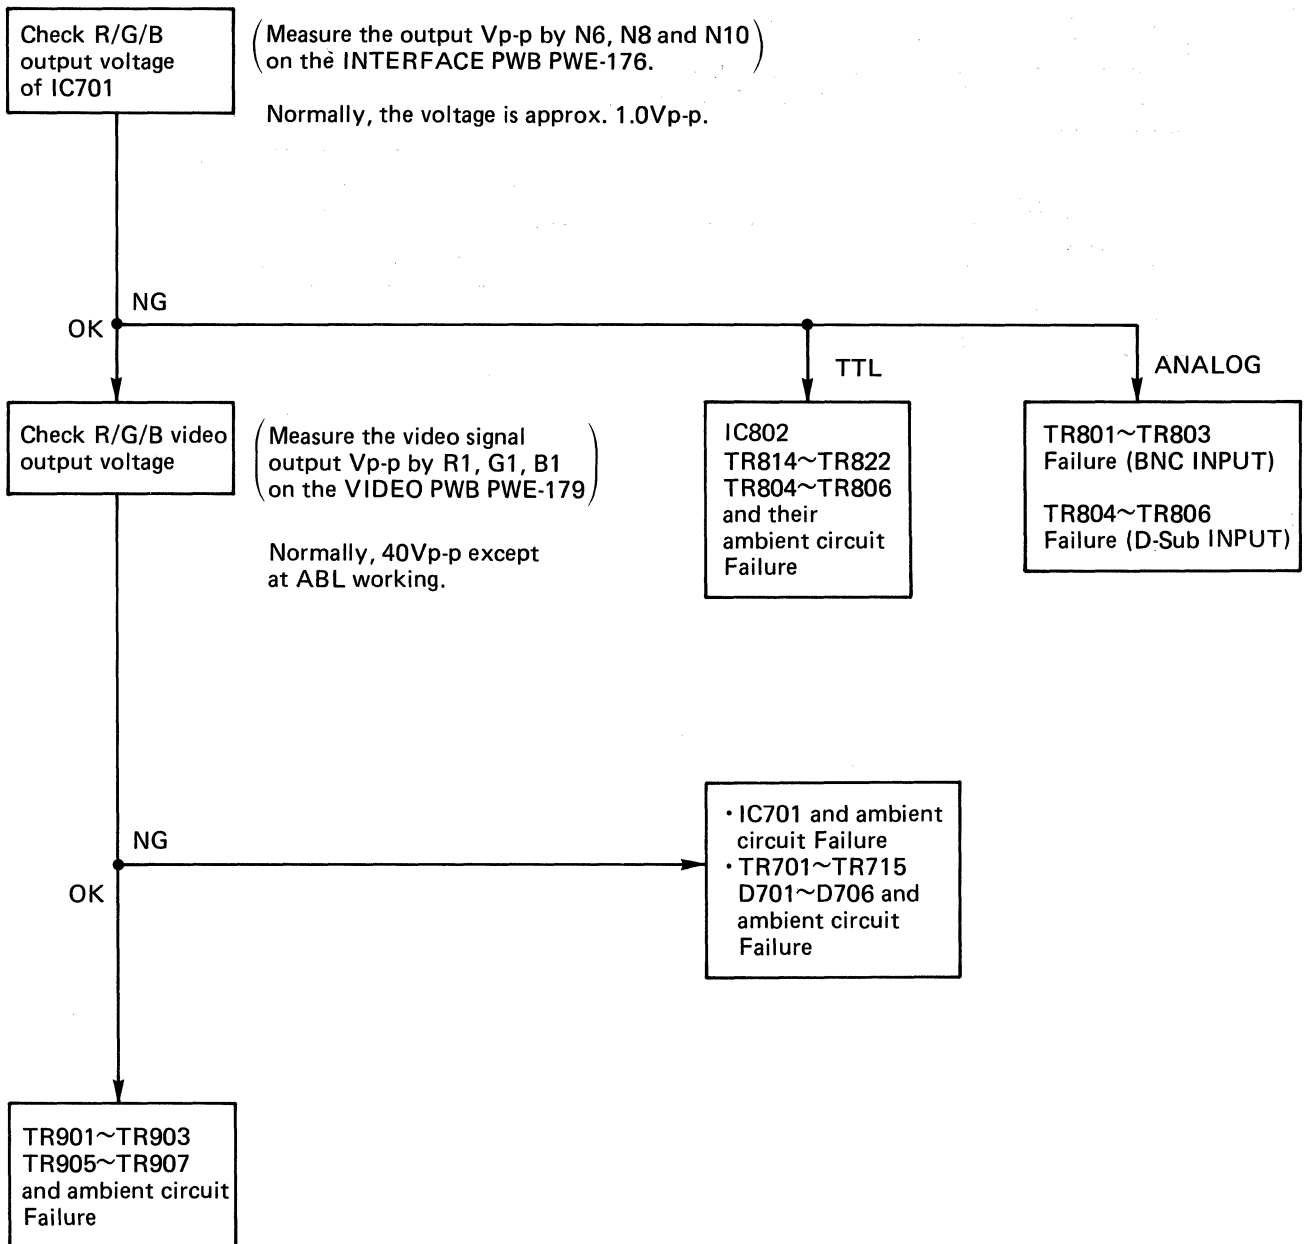 Check R/G/B
output voltage
of IC701
(Measure the output Vp-p by N6, N8 and N10)
on the INTERFACE PWB PWE-176.
Normally, the voltage is approx. 1.0Vp-p.
NG
OK
TTL
ANALOG
Check R/G/B video
output voltage
(Measure the video signal
output Vp-p by R1, G1, B1
on the VIDEO PWB PWE-179)
Normally, 40Vp-p except
at ABL working.
IC802
TR814~TR822
TR804~TR806
and their
ambient circuit
Failure
TR801~TR803
Failure (BNC INPUT)
TR804~TR806
Failure (D-Sub INPUT)
NG
OK
• IC701 and ambient
circuit Failure
• TR701~TR715
D701~D706 and
ambient circuit
Failure
TR901~TR903
TR905~TR907
and ambient circuit
Failure